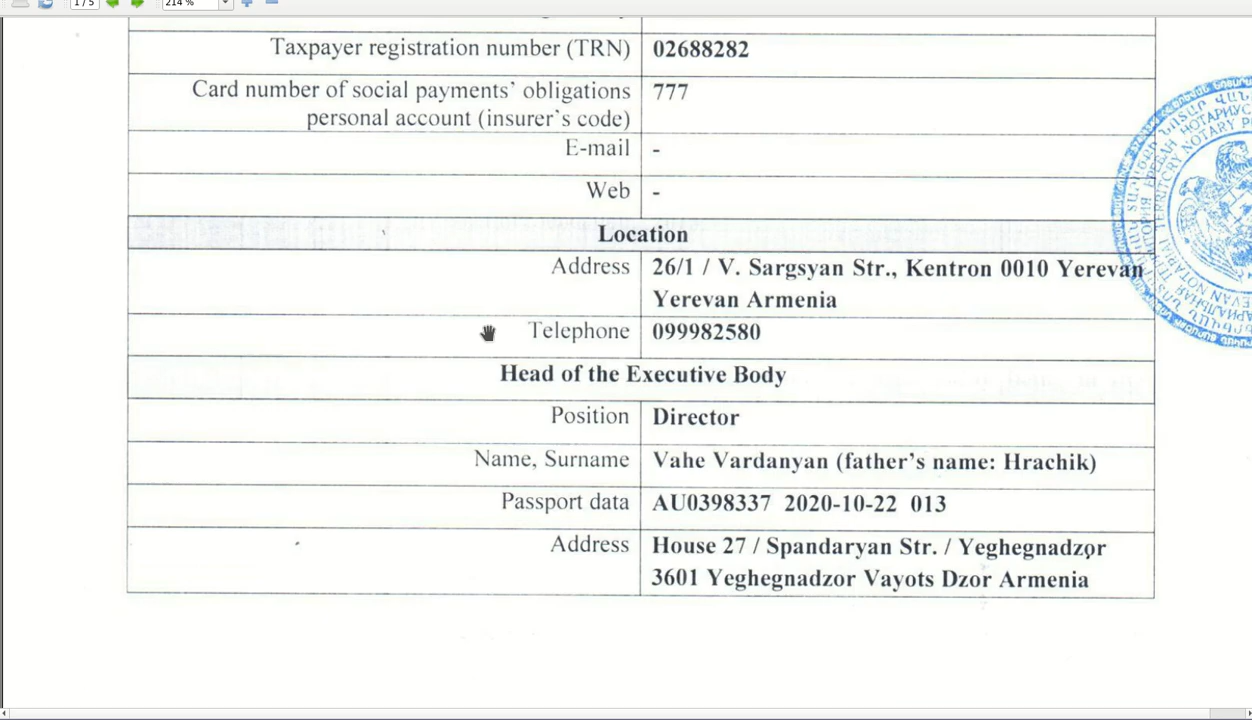 1 / 5
214 %
Taxpayer registration number (TRN) 02688282
Card number of social payments' obligations 777
personal account (insurer's code)
E-mail -
Web -
Location
Address 26/1 / V. Sargsyan Str., Kentron 0010 Yerevan
Yerevan Armenia
Telephone 099982580
Head of the Executive Body
Position Director
Name, Surname Vahe Vardanyan (father's name: Hrachik)
Passport data AU0398337 2020-10-22 013
Address House 27 / Spandaryan Str. / Yeghegnadzor
3601 Yeghegnadzor Vayots Dzor Armenia